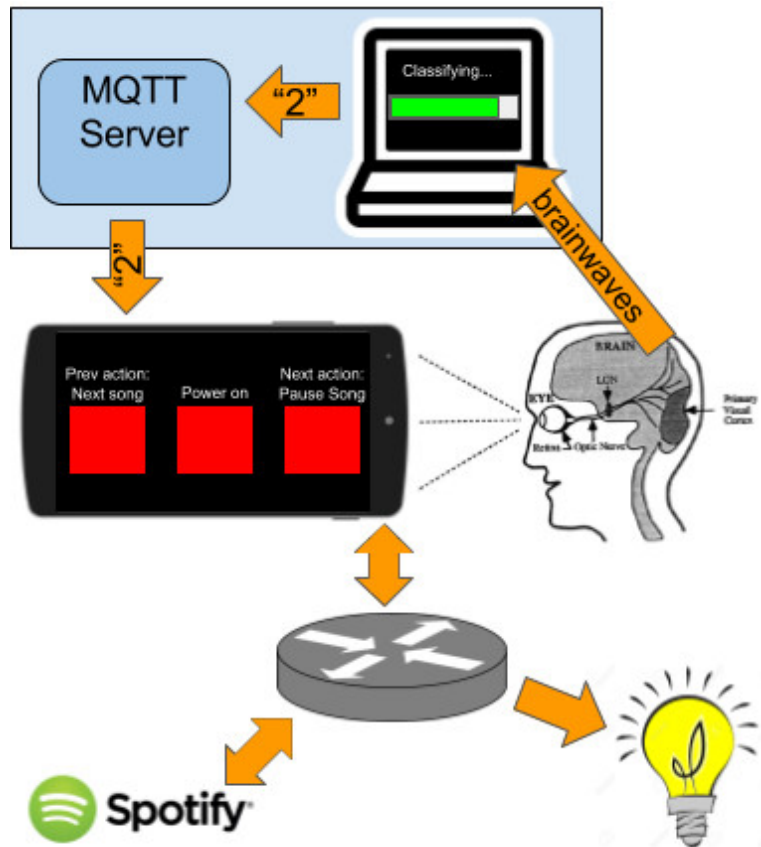 MQTT
Server
"2"
Classifying...
"2"
brainwaves
Prev action:
Next song
Power on
Next action:
Pause Song
BRAIN
LGN
EYE
Retina
Optic Nerve
Primary
Visual
Cortex
Spotify